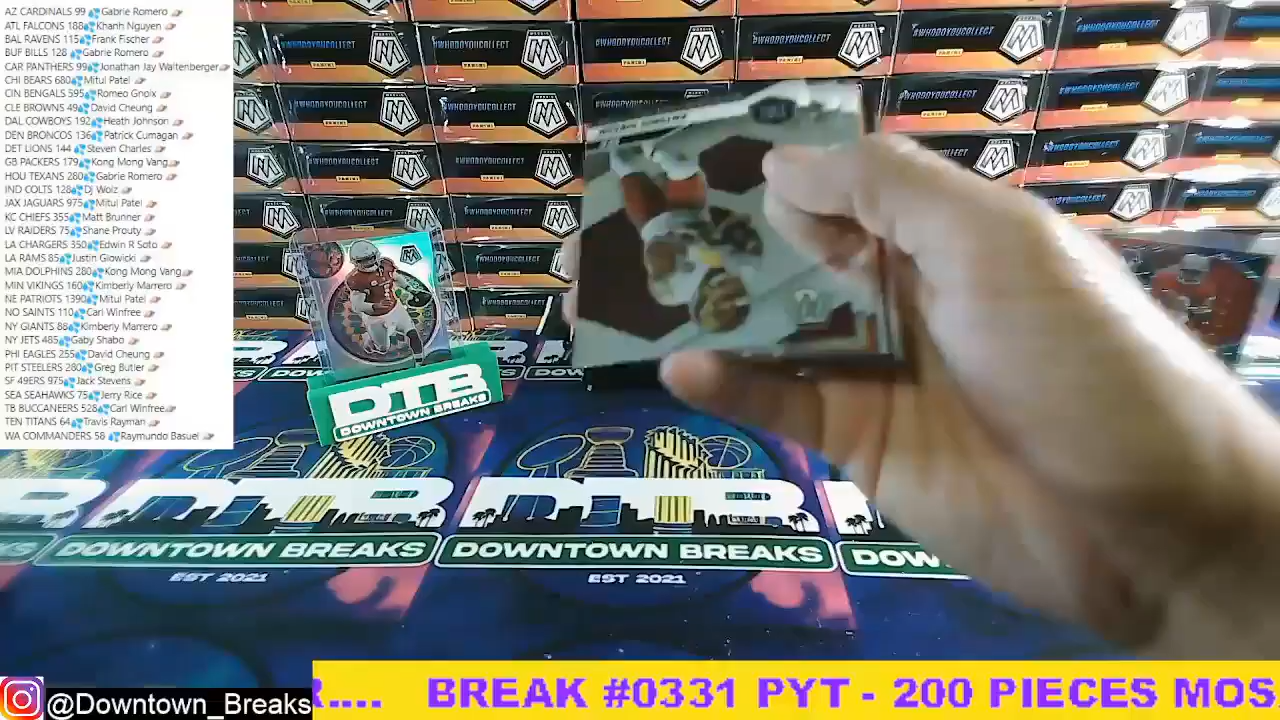 AZ CARDINALS 99💦Gabrie Romero
ATL FALCONS 188💦Khanh Nguyen
BAL RAVENS 115💦Frank Fischer
BUF BILLS 128 💦Gabrie Romero
CAR PANTHERS 99💦Jonathan Jay Waltenberger
CHI BEARS 680💦Mitul Patel
CIN BENGALS 595💦Romeo Gnoix
CLE BROWNS 49💦David Cheung
DAL COWBOYS 192💦Heath Johnson
DEN BRONCOS 136💦Patrick Cumagan
DET LIONS 144 💦Steven Charles
GB PACKERS 179💦Kong Mong Vang
HOU TEXANS 280💦Gabrie Romero
IND COLTS 128💦DJ Woiz
JAX JAGUARS 975💦Mitul Patel
KC CHIEFS 355💦Matt Brunner
LV RAIDERS 75💦Shane Prouty
LA CHARGERS 350💦Edwin R Soto
LA RAMS 85💦Justin Glowicki
MIA DOLPHINS 280💦Kong Mong Vang
MIN VIKINGS 160💦Kimberly Marrero
NE PATRIOTS 1390💦Mitul Patel
NO SAINTS 110💦Carl Winfree
NY GIANTS 88💦Kimberly Marrero
NY JETS 485💦Gaby Shabo
PHI EAGLES 255💦David Cheung
PIT STEELERS 280💦Greg Butler
SF 49ERS 975💦Jack Stevens
SEA SEAHAWKS 75💦Jerry Rice
TB BUCCANEERS 528💦Carl Winfree
TEN TITANS 64💦Travis Rayman
WA COMMANDERS 58 💦Raymundo Basuel
#WHODOYOUCOLLECT
PANINI
MOSAIC
DTB
DOWNTOWN BREAKS
DTB
DOWNTOWN BREAKS
EST 2021
DTB
DOWNTOWN BREAKS
EST 2021
DOW
@Downtown_Breaks
R.... BREAK #0331 PYT - 200 PIECES MOS